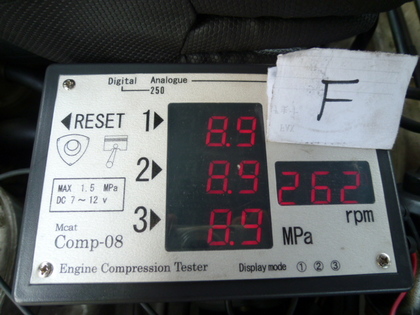 Digital Analogue
250
F
RESET 1
8.9
2
8.9
262
rpm
3
8.9
MPa
MAX 1.5 MPa
DC 7~12 v
Mcat
Comp-08
Engine Compression Tester
Display mode ① ② ③